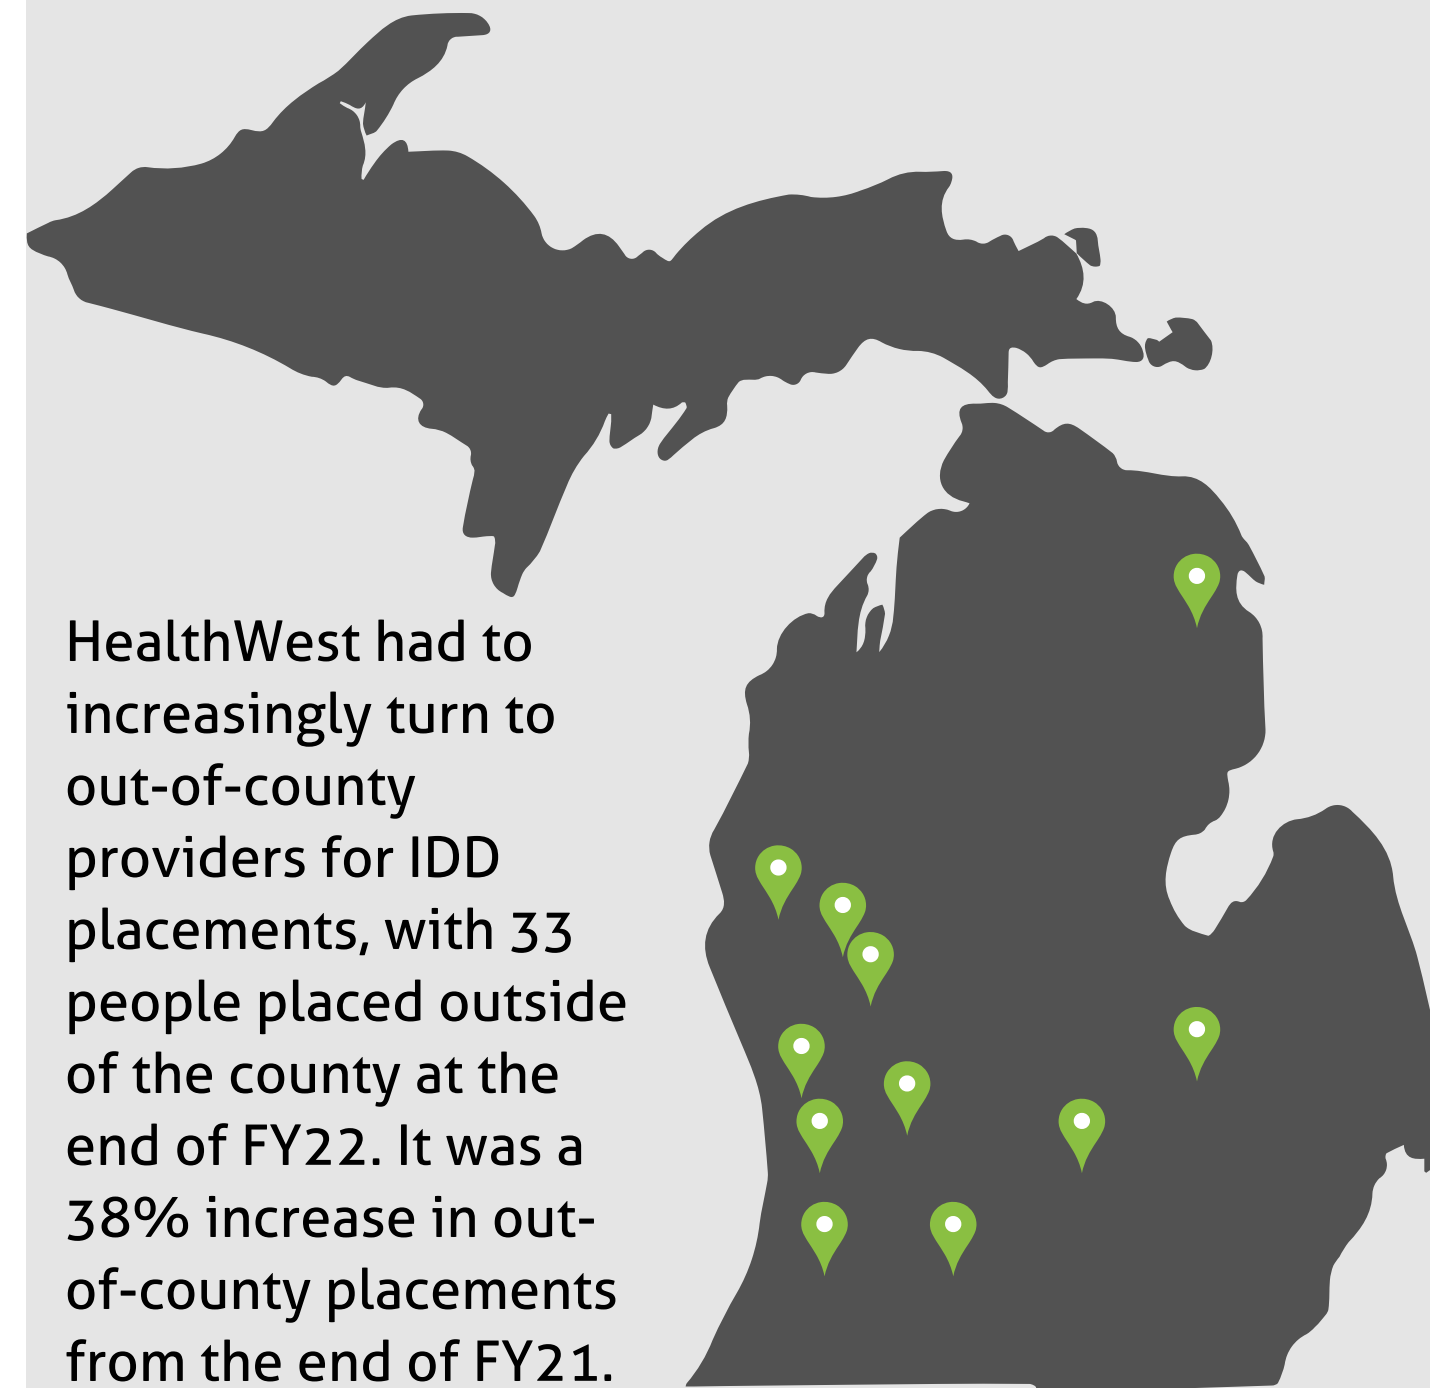 HealthWest had to
increasingly turn to
out-of-county
providers for IDD
placements, with 33
people placed outside
of the county at the
end of FY22. It was a
38% increase in out-
of-county placements
from the end of FY21.